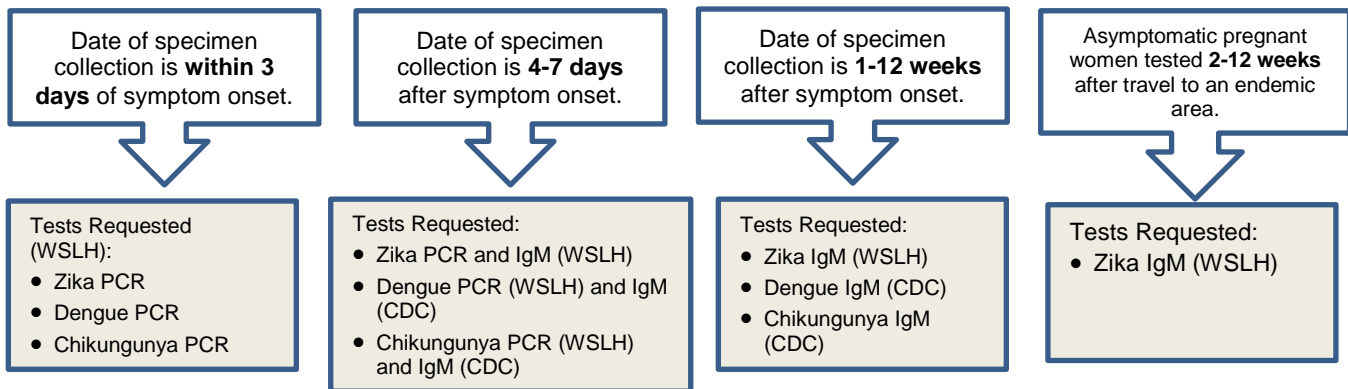 Date of specimen
collection is within 3
days of symptom onset.
Tests Requested
(WSLH):
• Zika PCR
• Dengue PCR
• Chikungunya PCR
Date of specimen
collection is 4-7 days
after symptom onset.
Tests Requested:
• Zika PCR and IgM (WSLH)
• Dengue PCR (WSLH) and IgM
(CDC)
• Chikungunya PCR (WSLH)
and IgM (CDC)
Date of specimen
collection is 1-12 weeks
after symptom onset.
Tests Requested:
• Zika IgM (WSLH)
• Dengue IgM (CDC)
• Chikungunya IgM
(CDC)
Asymptomatic pregnant
women tested 2-12 weeks
after travel to an endemic
area.
Tests Requested:
• Zika IgM (WSLH)